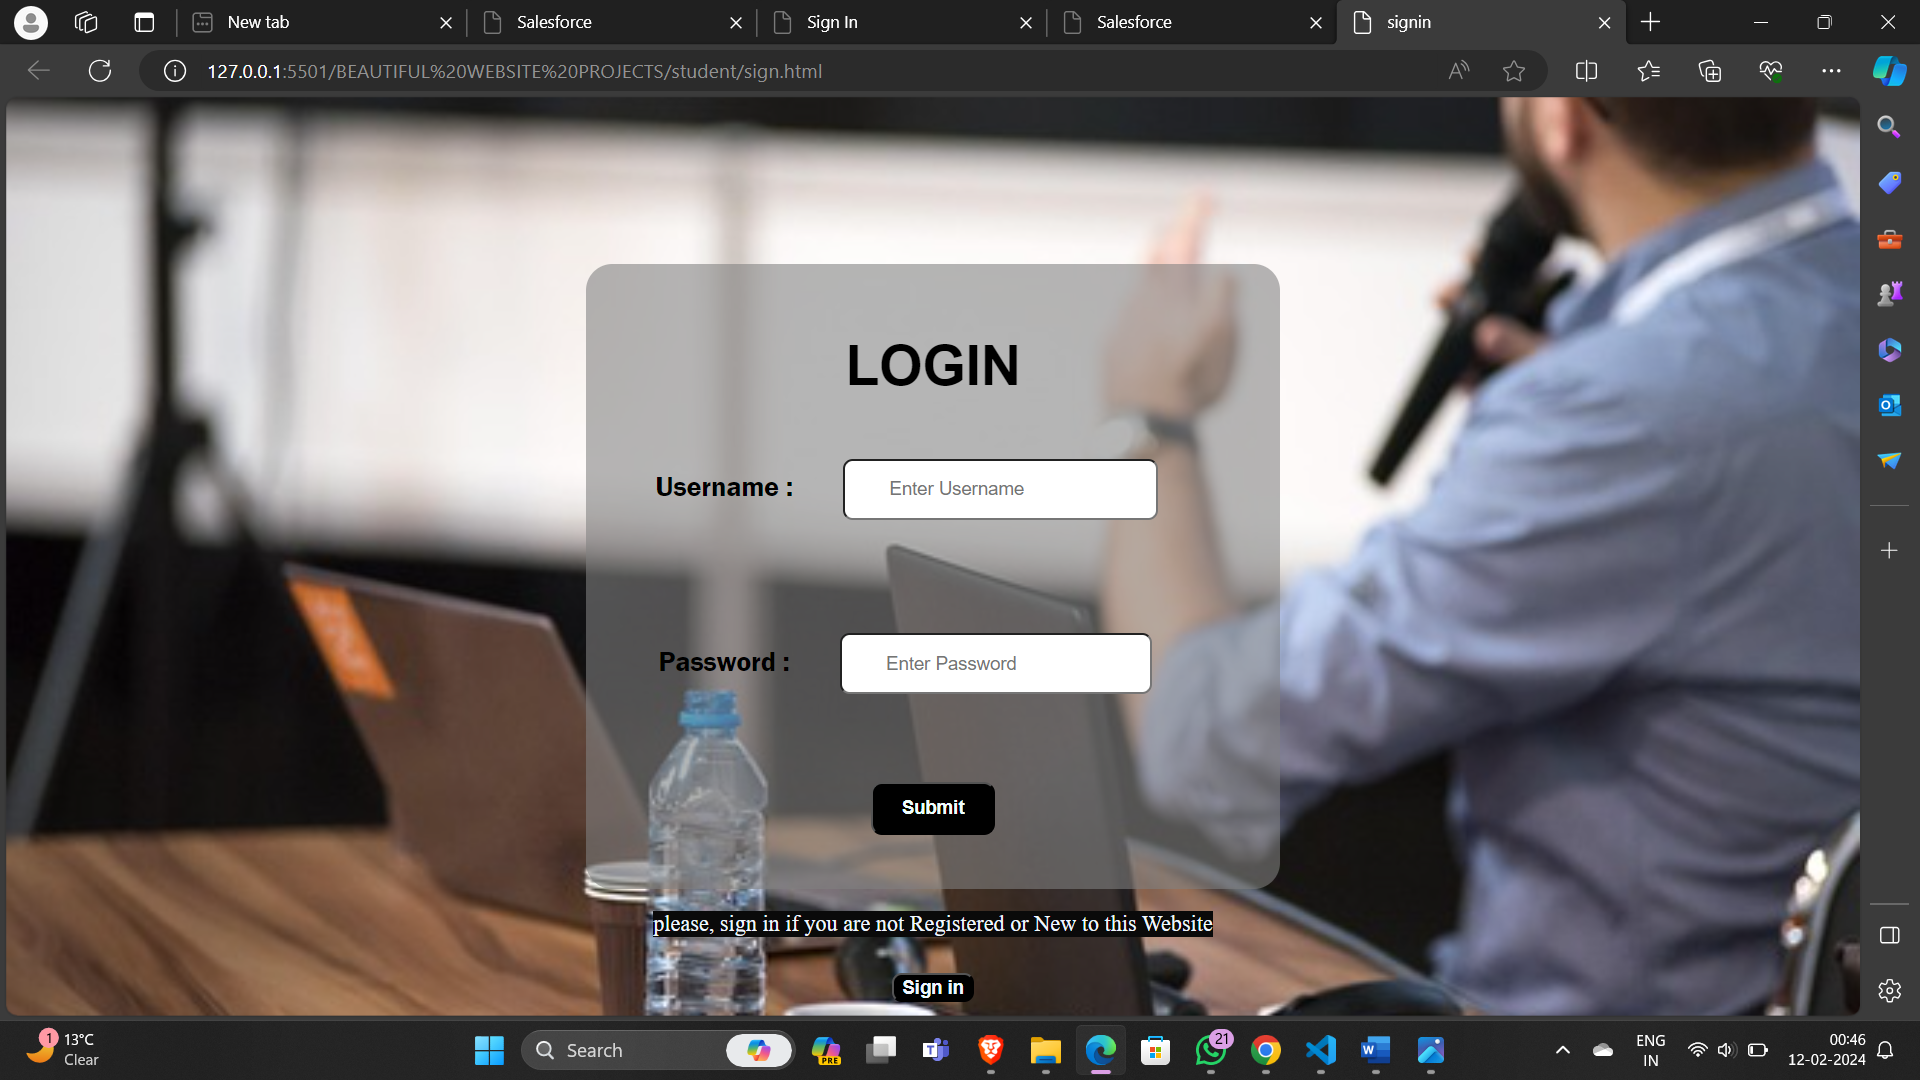 New tab
Salesforce
Sign In
Salesforce
signin
127.0.0.1:5501/BEAUTIFUL%20WEBSITE%20PROJECTS/student/sign.html
LOGIN
Username :
Enter Username
Password :
Enter Password
Submit
please, sign in if you are not Registered or New to this Website
Sign in
1
13°C
Clear
Search
PRE
21
ENG
IN
00:46
12-02-2024